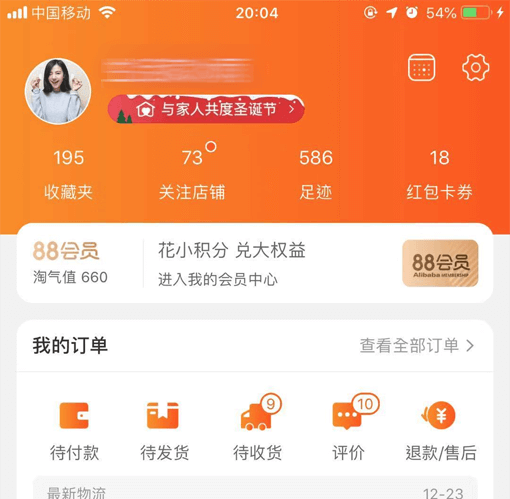 中国移动 20:04 54%
与家人共度圣诞节
195 73 586 18
收藏夹 关注店铺 足迹 红包卡券
88会员 花小积分 兑大权益 88会员
Alibaba MEMBERSHIP
淘气值 660 进入我的会员中心
我的订单 查看全部订单
9 10
待付款 待发货 待收货 评价 退款/售后
最新物流 12-23